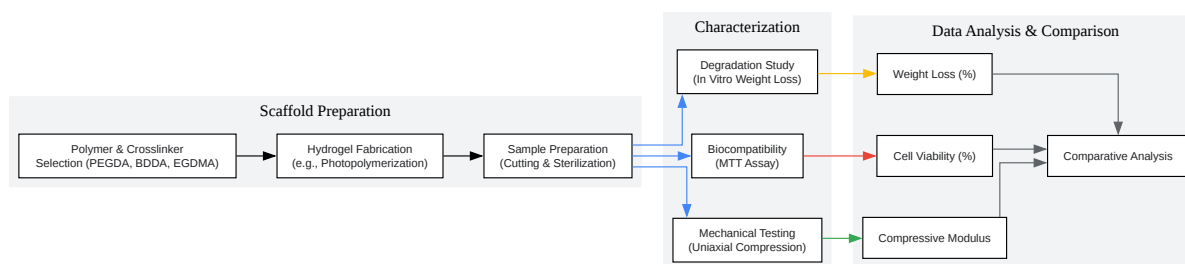 Scaffold Preparation
Polymer & Crosslinker
Selection (PEGDA, BDDA, EGDMA)
Hydrogel Fabrication
(e.g., Photopolymerization)
Sample Preparation
(Cutting & Sterilization)
Characterization
Degradation Study
(In Vitro Weight Loss)
Biocompatibility
(MTT Assay)
Mechanical Testing
(Uniaxial Compression)
Data Analysis & Comparison
Weight Loss (%)
Cell Viability (%)
Compressive Modulus
Comparative Analysis